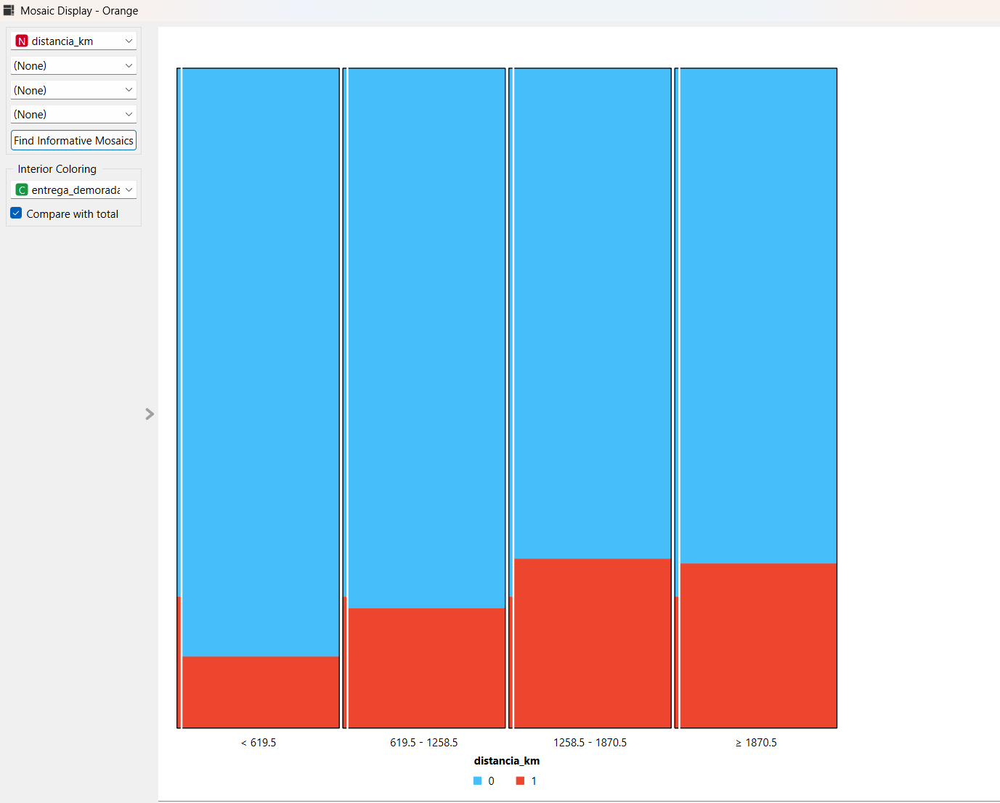 Mosaic Display - Orange
N distancia_km
(None)
(None)
(None)
Find Informative Mosaics
Interior Coloring
C entrega_demorada
Compare with total
< 619.5
619.5 - 1258.5
1258.5 - 1870.5
≥ 1870.5
distancia_km
0 1